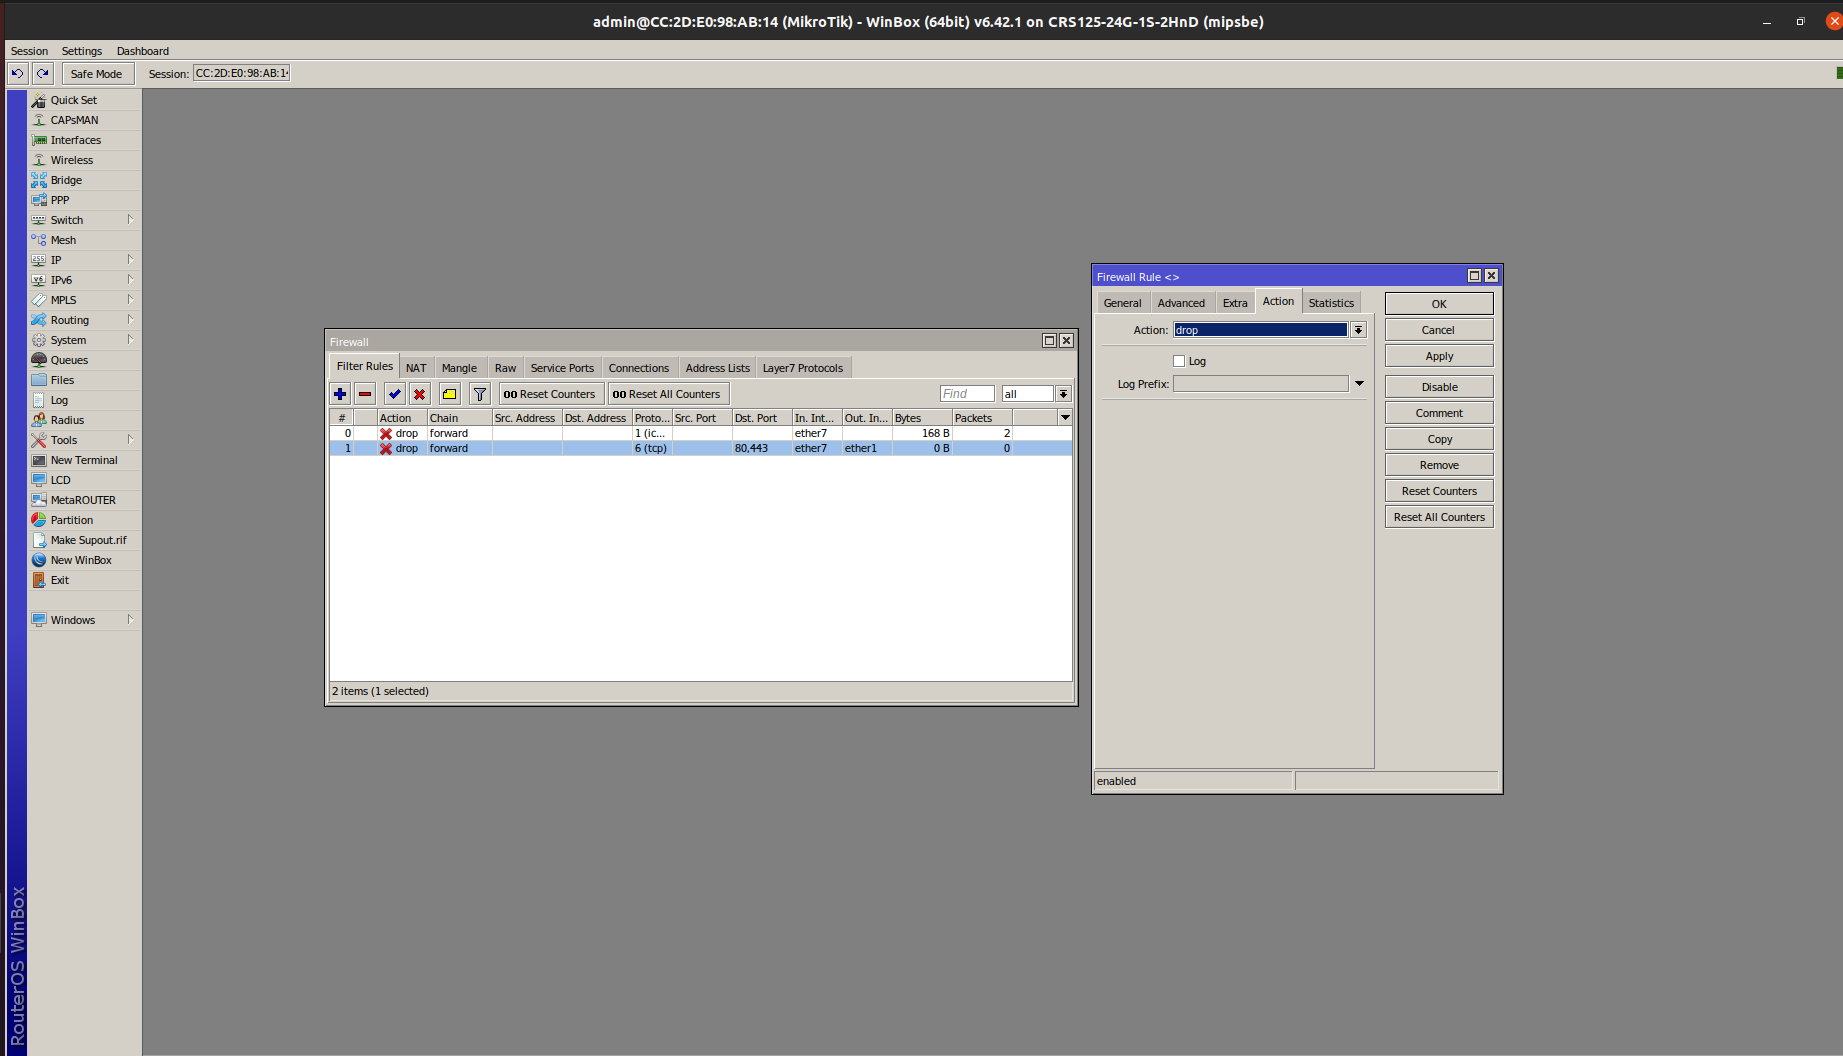 admin@CC:2D:E0:98:AB:14 (MikroTik) - WinBox (64bit) v6.42.1 on CRS125-24G-1S-2HnD (mipsbe)
Session Settings Dashboard
Safe Mode Session: CC:2D:E0:98:AB:14
Quick Set
CAPsMAN
Interfaces
Wireless
Bridge
PPP
Switch
Mesh
IP
IPv6
MPLS
Routing
System
Queues
Files
Log
Radius
Tools
New Terminal
LCD
MetaROUTER
Partition
Make Supout.rif
New WinBox
Exit
Windows
RouterOS WinBox
Firewall
Filter Rules NAT Mangle Raw Service Ports Connections Address Lists Layer7 Protocols
00 Reset Counters 00 Reset All Counters Find all
# Action Chain Src. Address Dst. Address Proto... Src. Port Dst. Port In. Int... Out. In... Bytes Packets
0 drop forward 1 (ic... ether7 168 B 2
1 drop forward 6 (tcp) 80,443 ether7 ether1 0 B 0
2 items (1 selected)
Firewall Rule <>
General Advanced Extra Action Statistics
Action: drop
Log
Log Prefix:
OK
Cancel
Apply
Disable
Comment
Copy
Remove
Reset Counters
Reset All Counters
enabled